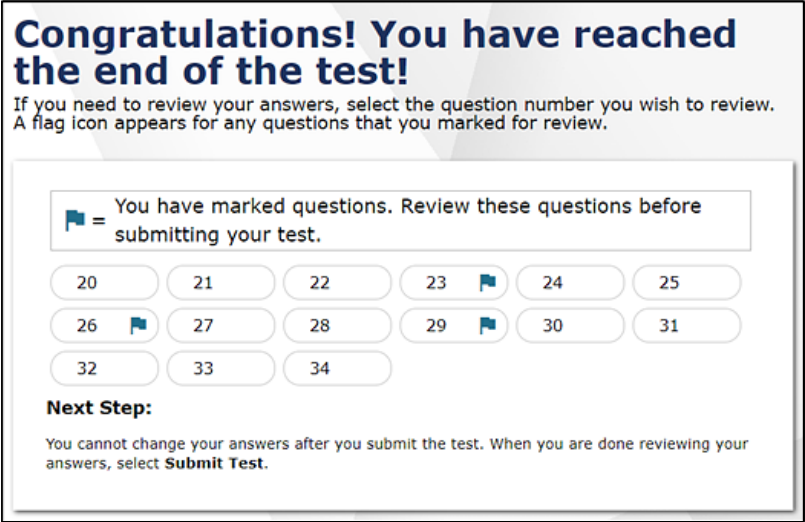 Congratulations! You have reached
the end of the test!
If you need to review your answers, select the question number you wish to review.
A flag icon appears for any questions that you marked for review.
= You have marked questions. Review these questions before
submitting your test.
20 21 22 23 24 25
26 27 28 29 30 31
32 33 34
Next Step:
You cannot change your answers after you submit the test. When you are done reviewing your
answers, select Submit Test.